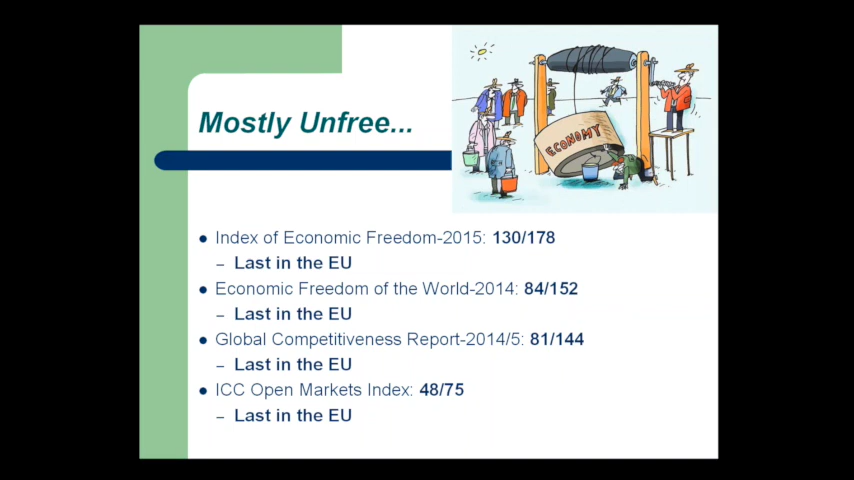 Mostly Unfree...
ECONOMY
● Index of Economic Freedom-2015: 130/178
– Last in the EU
● Economic Freedom of the World-2014: 84/152
– Last in the EU
● Global Competitiveness Report-2014/5: 81/144
– Last in the EU
● ICC Open Markets Index: 48/75
– Last in the EU